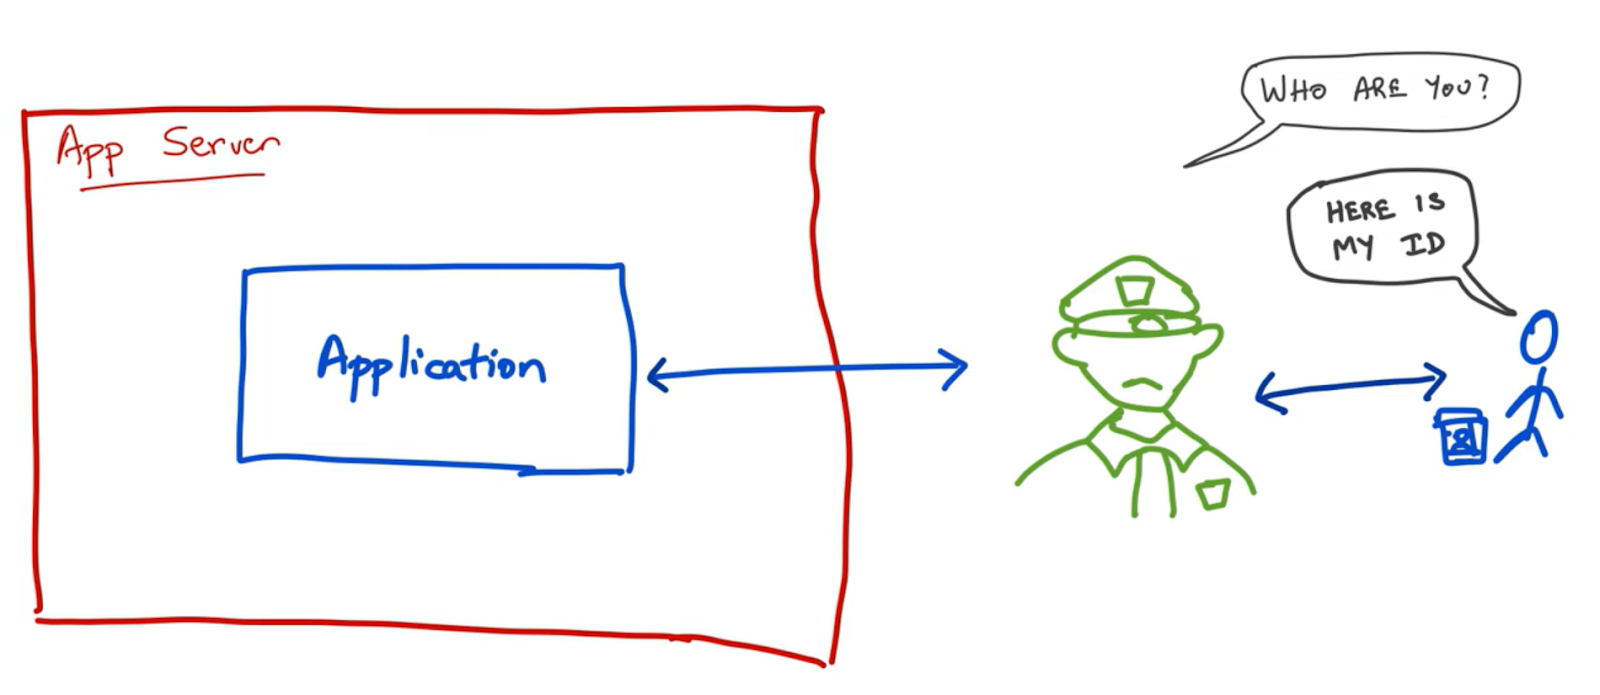 App Server
Application
WHO ARE YOU?
HERE IS
MY ID